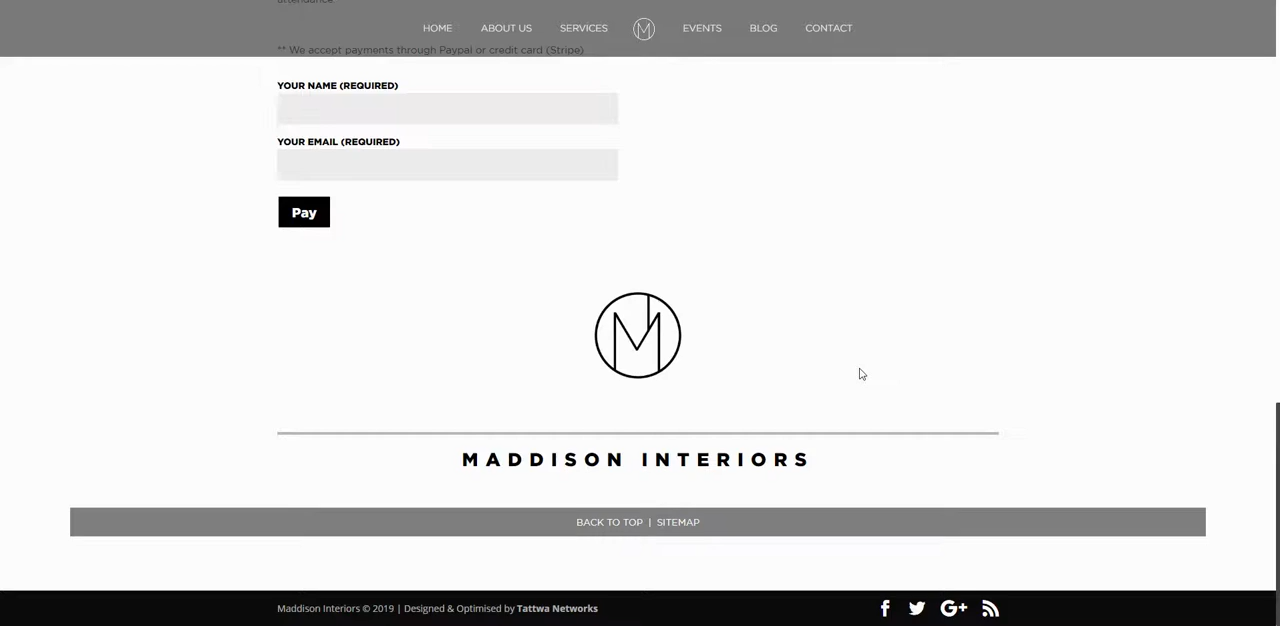 attendance.
HOME ABOUT US SERVICES EVENTS BLOG CONTACT
** We accept payments through Paypal or credit card (Stripe)
YOUR NAME (REQUIRED)
YOUR EMAIL (REQUIRED)
Pay
MADDISON INTERIORS
BACK TO TOP | SITEMAP
Maddison Interiors © 2019 | Designed & Optimised by Tattwa Networks